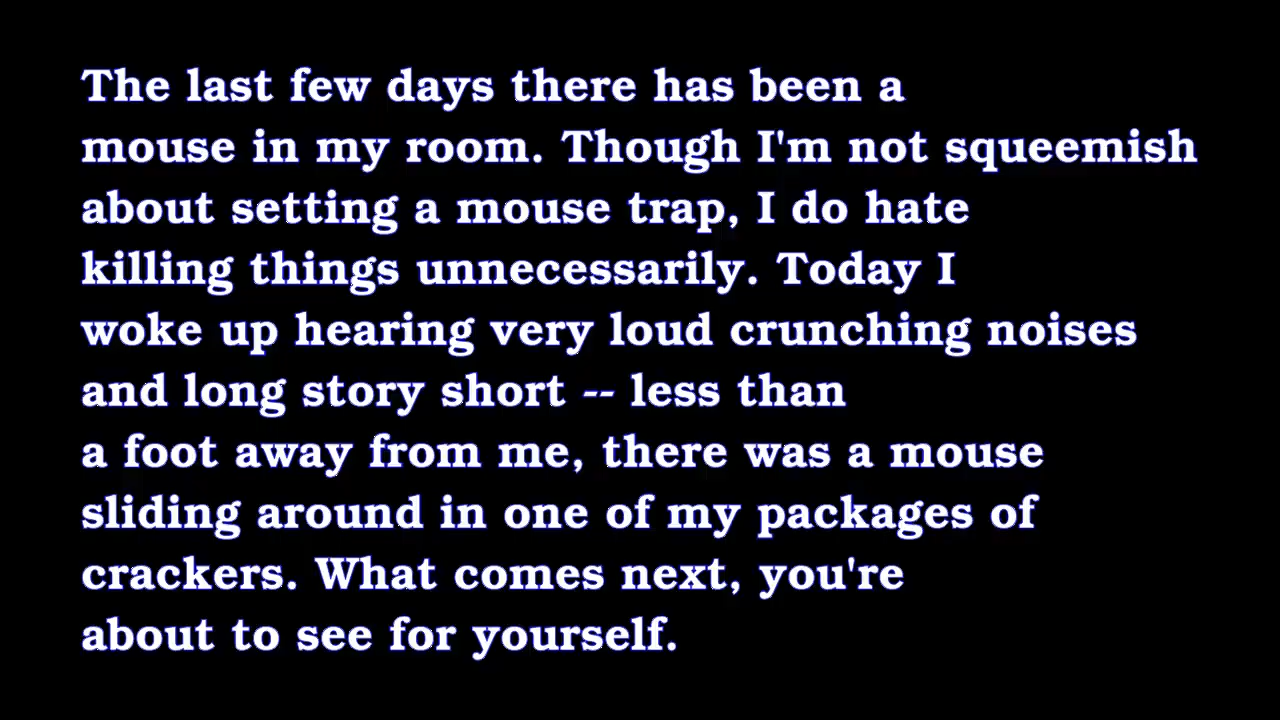 The last few days there has been a
mouse in my room. Though I'm not squeemish
about setting a mouse trap, I do hate
killing things unnecessarily. Today I
woke up hearing very loud crunching noises
and long story short -- less than
a foot away from me, there was a mouse
sliding around in one of my packages of
crackers. What comes next, you're
about to see for yourself.